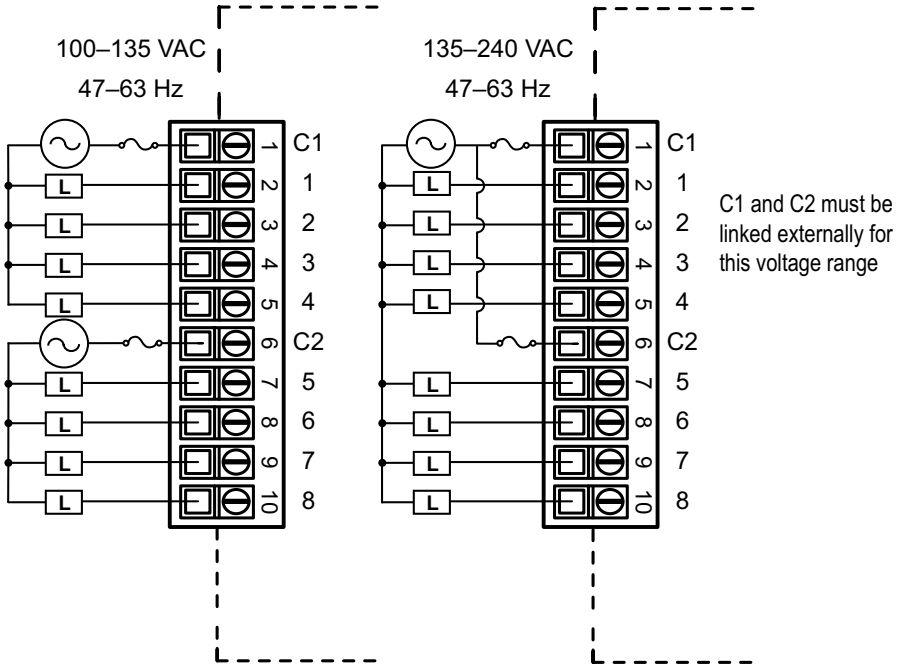 100–135 VAC
47–63 Hz
1 C1
L 2 1
L 3 2
L 4 3
L 5 4
6 C2
L 7 5
L 8 6
L 9 7
L 10 8
135–240 VAC
47–63 Hz
1 C1
L 2 1
L 3 2
L 4 3
L 5 4
6 C2
L 7 5
L 8 6
L 9 7
L 10 8
C1 and C2 must be
linked externally for
this voltage range